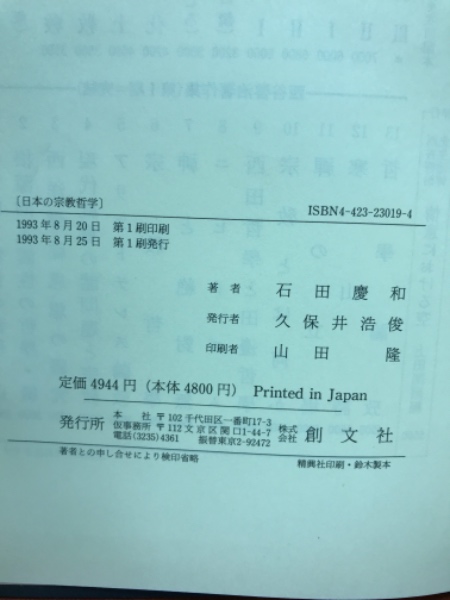 〔日本の宗教哲学〕
ISBN4-423-23019-4
1993年8月20日 第1刷印刷
1993年8月25日 第1刷発行
著者 石田慶和
発行者 久保井浩俊
印刷者 山田隆
定価 4944円(本体 4800円) Printed in Japan
発行所 本社 〒102 千代田区一番町17-3
仮事務所 〒112 文京区関口1-44-7
電話(3235)4361 振替東京2-92472
株式会社 創文社
著者との申し合せにより検印省略
精興社印刷・鈴木製本